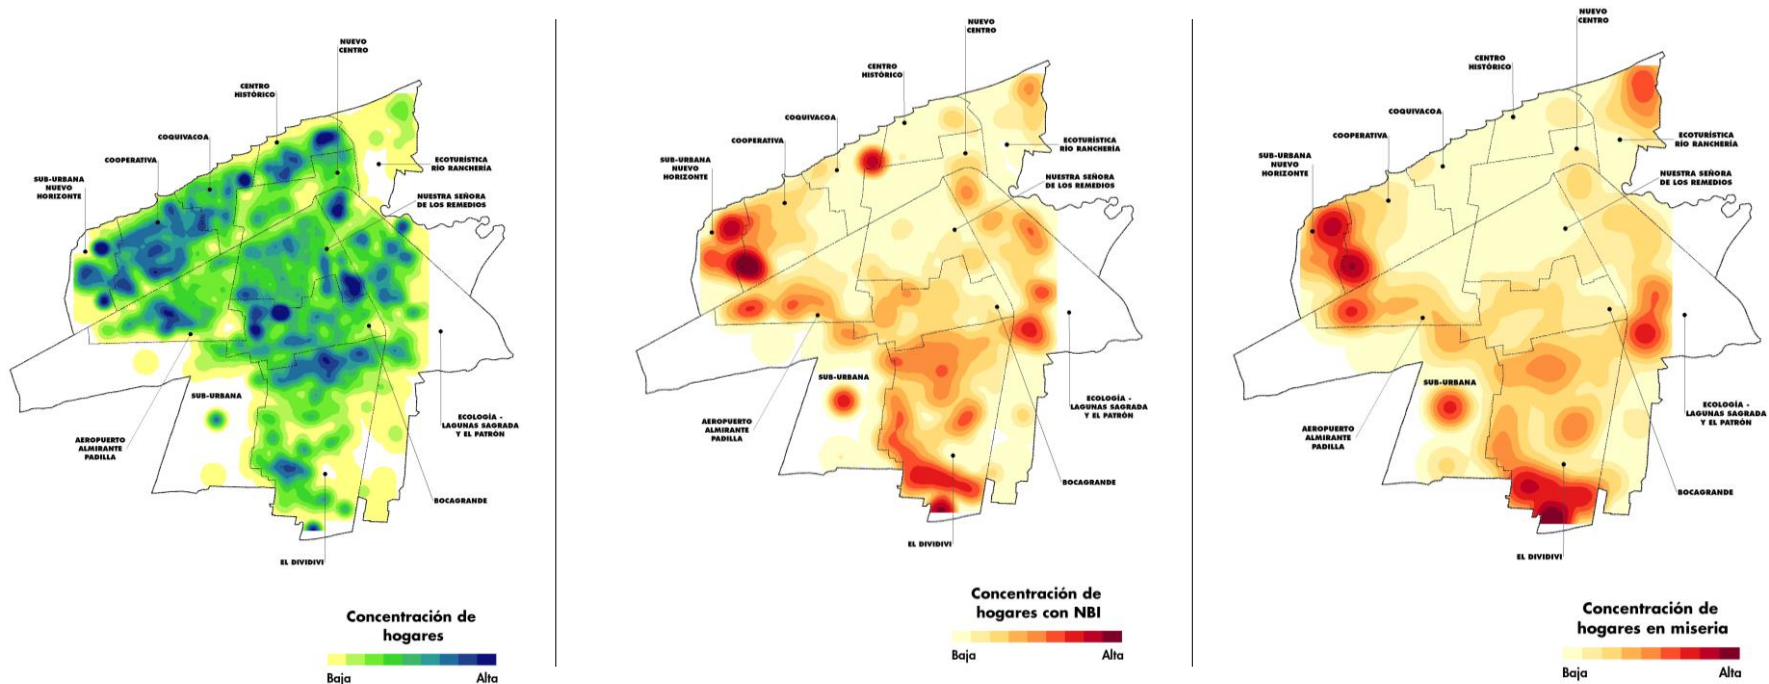 NUEVO
CENTRO
CENTRO
HISTÓRICO
COQUIVACOA
COOPERATIVA
SUB-URBANA
NUEVO
HORIZONTE
ECOTURÍSTICA
RÍO RANCHERÍA
NUESTRA SEÑORA
DE LOS REMEDIOS
SUB-URBANA
AEROPUERTO
ALMIRANTE
PADILLA
ECOLOGÍA -
LAGUNAS SAGRADA
Y EL PATRÓN
BOCAGRANDE
EL DIVIDIVI
Concentración de
hogares
Baja
Alta
NUEVO
CENTRO
CENTRO
HISTÓRICO
COQUIVACOA
COOPERATIVA
SUB-URBANA
NUEVO
HORIZONTE
ECOTURÍSTICA
RÍO RANCHERÍA
NUESTRA SEÑORA
DE LOS REMEDIOS
SUB-URBANA
AEROPUERTO
ALMIRANTE
PADILLA
ECOLOGÍA -
LAGUNAS SAGRADA
Y EL PATRÓN
BOCAGRANDE
EL DIVIDIVI
Concentración de
hogares con NBI
Baja
Alta
NUEVO
CENTRO
CENTRO
HISTÓRICO
COQUIVACOA
COOPERATIVA
SUB-URBANA
NUEVO
HORIZONTE
ECOTURÍSTICA
RÍO RANCHERÍA
NUESTRA SEÑORA
DE LOS REMEDIOS
SUB-URBANA
AEROPUERTO
ALMIRANTE
PADILLA
ECOLOGÍA -
LAGUNAS SAGRADA
Y EL PATRÓN
BOCAGRANDE
EL DIVIDIVI
Concentración de
hogares en miseria
Baja
Alta